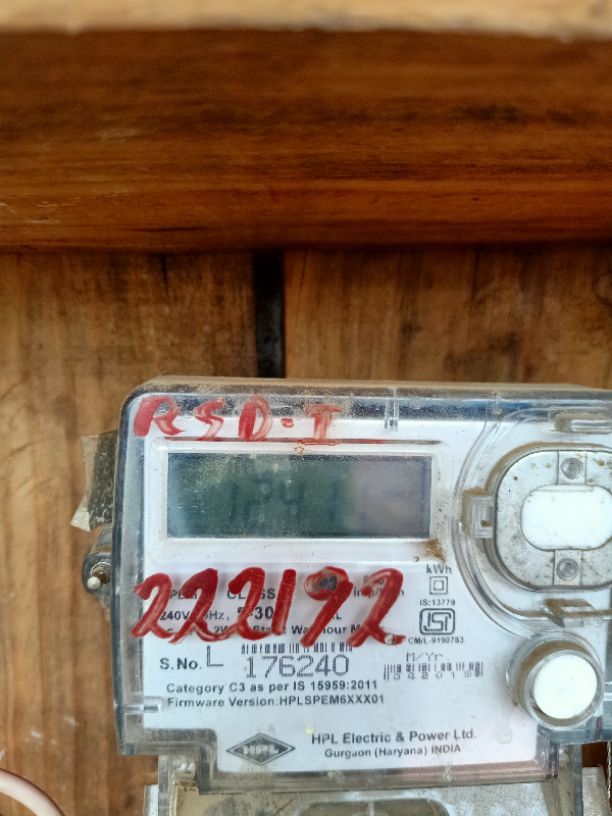 RSD-I
222192
kWh
IS:13779
240V
CM/L-9190783
S.No. L 176240
M/Yr
Category C3 as per IS 15959:2011
Firmware Version:HPLSPEM6XXX01
HPL
HPL Electric & Power Ltd.
Gurgaon (Haryana) INDIA